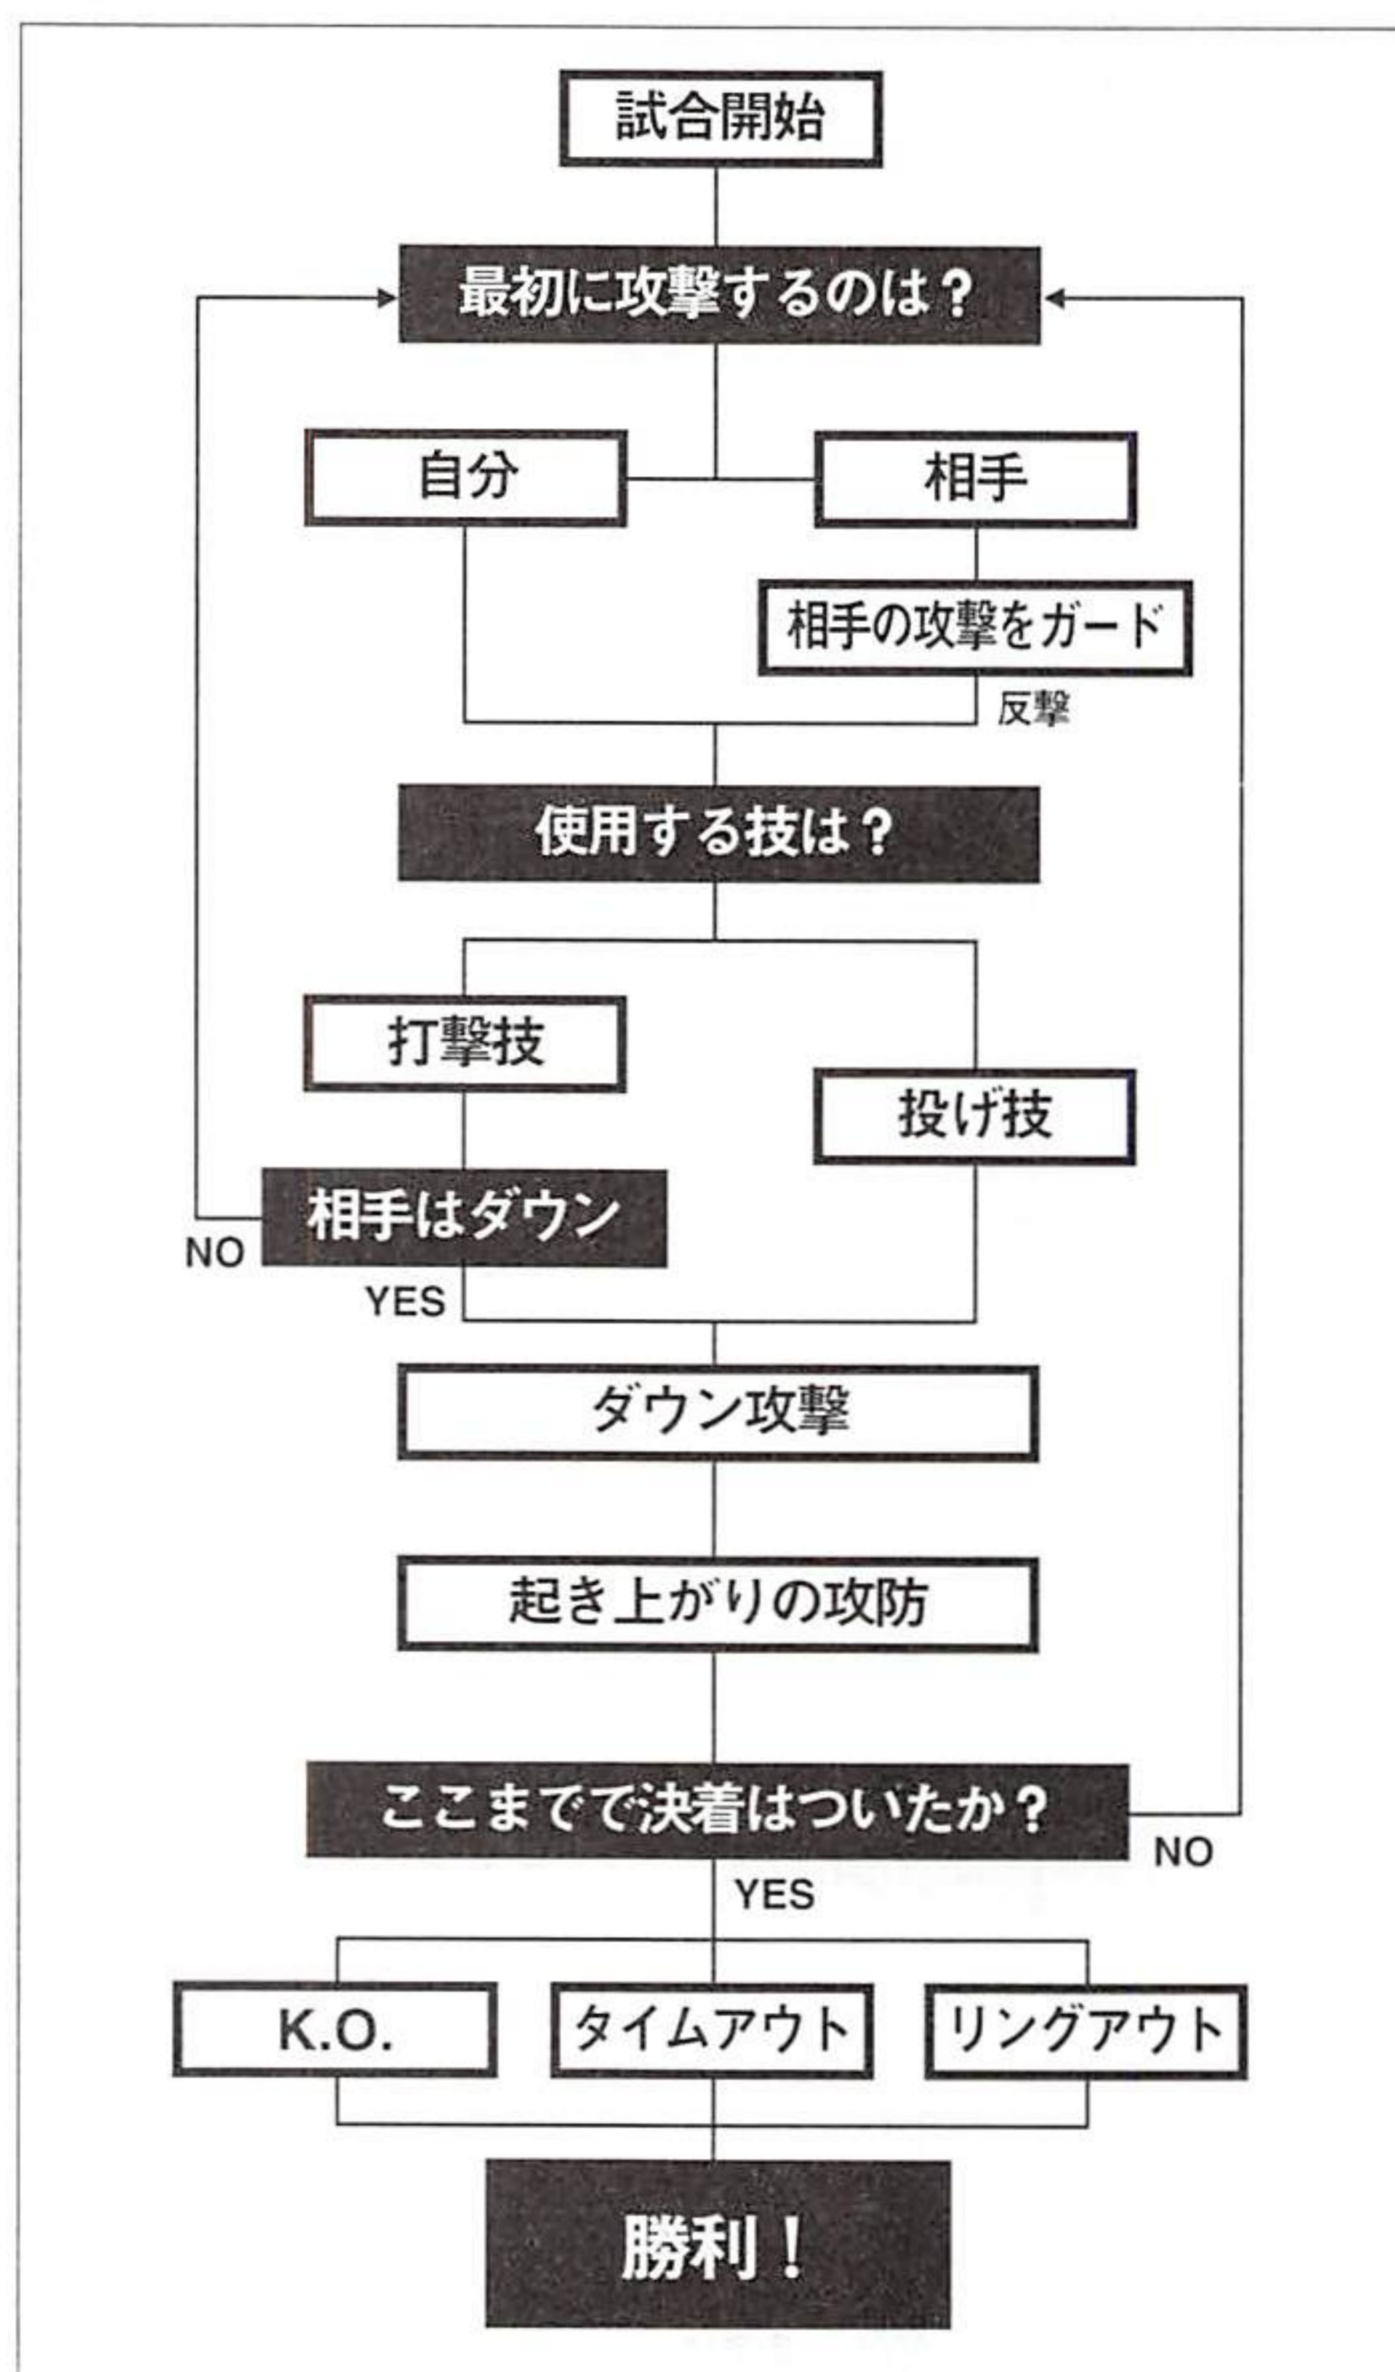 試合開始
最初に攻撃するのは？
自分
相手
相手の攻撃をガード
反撃
使用する技は？
打撃技
投げ技
相手はダウン
NO
YES
ダウン攻撃
起き上がりの攻防
ここまでで決着はついたか？
NO
YES
K.O.
タイムアウト
リングアウト
勝利！